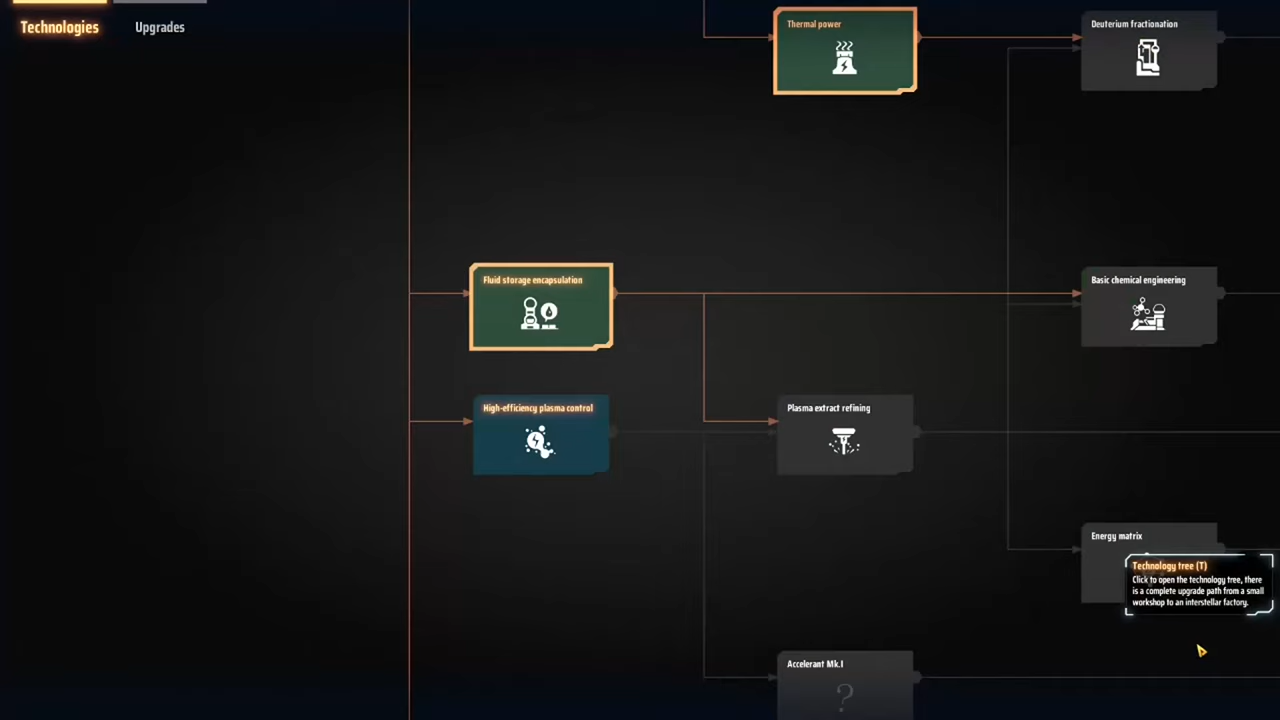 Technologies
Upgrades
Thermal power
Deuterium fractionation
Fluid storage encapsulation
Basic chemical engineering
High-efficiency plasma control
Plasma extract refining
Energy matrix
Technology tree (T)
Click to open the technology tree, there
is a complete upgrade path from a small
workshop to an interstellar factory.
Accelerant Mk.I
?